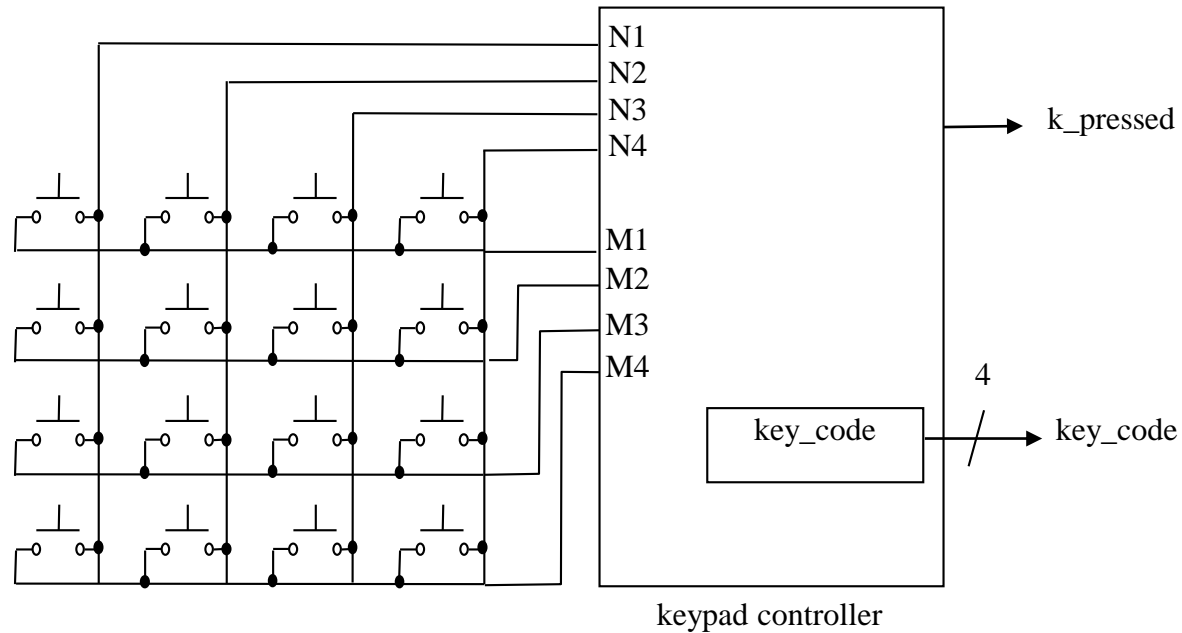 N1
N2
N3
N4
k_pressed
M1
M2
M3
M4
4
key_code
key_code
keypad controller